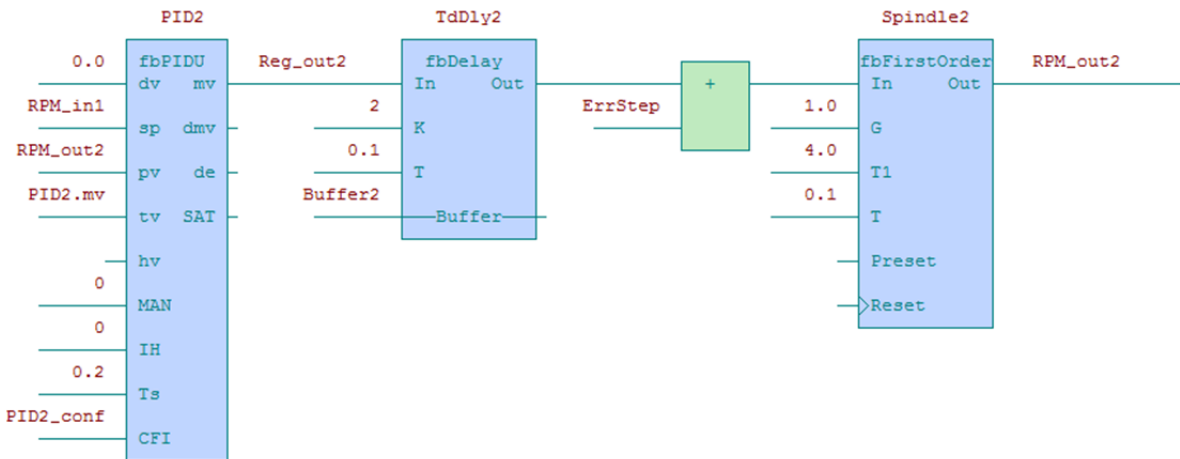 PID2 TdDly2 Spindle2
0.0 fbPIDU Reg_out2 fbDelay fbFirstOrder RPM_out2
dv mv In Out + In Out
RPM_in1 2 ErrStep 1.0
sp dmv K G
RPM_out2 0.1 4.0
pv de T T1
PID2.mv Buffer2 0.1
tv SAT Buffer T
hv Preset
0
MAN Reset
0
IH
0.2
Ts
PID2_conf
CFI